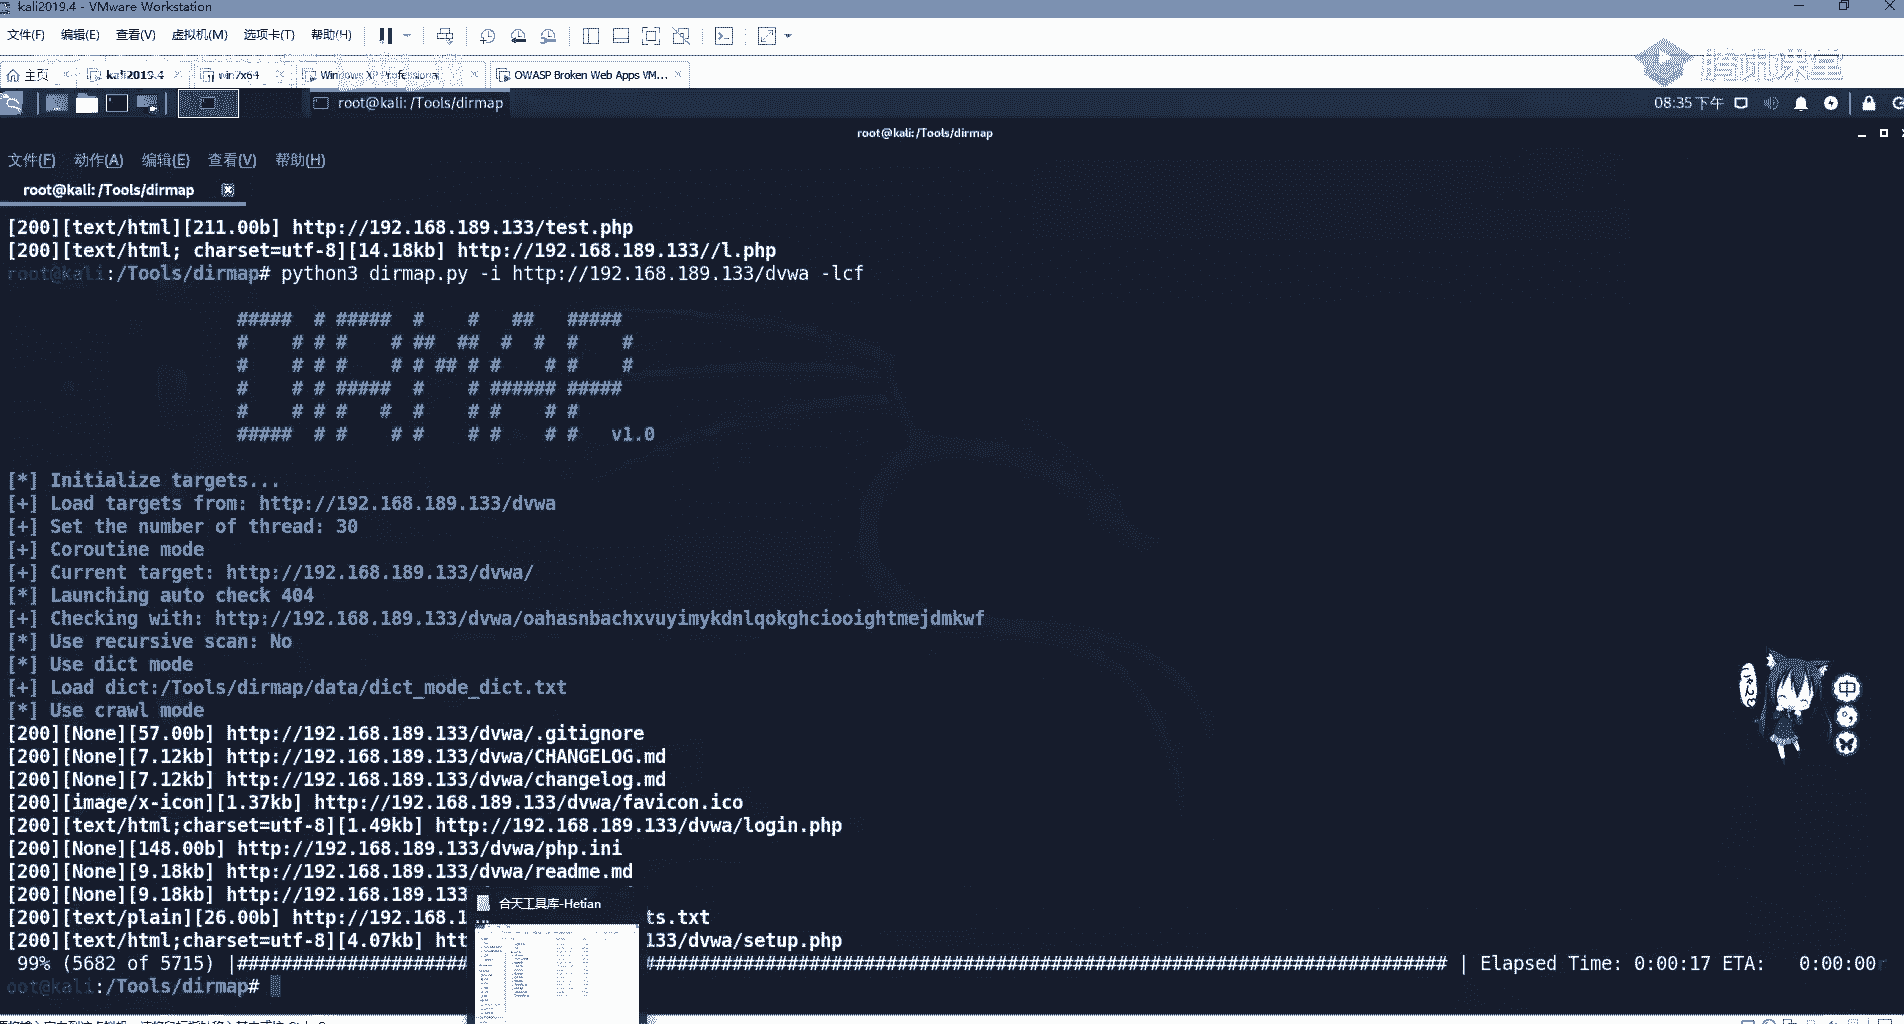 kali2019.4 - VMware Workstation
文件(F) 编辑(E) 查看(V) 虚拟机(M) 选项卡(T) 帮助(H)
主页 kali2019.4 win7x64 Windows XP Professional OWASP Broken Web Apps VM...
腾讯课堂
root@kali: /Tools/dirmap 08:35 下午
root@kali:/Tools/dirmap
文件(F) 动作(A) 编辑(E) 查看(V) 帮助(H)
root@kali: /Tools/dirmap
[200][text/html][211.00b] http://192.168.189.133/test.php
[200][text/html; charset=utf-8][14.18kb] http://192.168.189.133//l.php
root@kali:/Tools/dirmap# python3 dirmap.py -i http://192.168.189.133/dvwa -lcf
DIRMAP
v1.0
[*] Initialize targets...
[+] Load targets from: http://192.168.189.133/dvwa
[+] Set the number of thread: 30
[+] Coroutine mode
[+] Current target: http://192.168.189.133/dvwa/
[*] Launching auto check 404
[+] Checking with: http://192.168.189.133/dvwa/oahasnbachxvuyimykdnlqokghciooightmejdmkwf
[*] Use recursive scan: No
[*] Use dict mode
[+] Load dict:/Tools/dirmap/data/dict_mode_dict.txt
[*] Use crawl mode
[200][None][57.00b] http://192.168.189.133/dvwa/.gitignore
[200][None][7.12kb] http://192.168.189.133/dvwa/CHANGELOG.md
[200][None][7.12kb] http://192.168.189.133/dvwa/changelog.md
[200][image/x-icon][1.37kb] http://192.168.189.133/dvwa/favicon.ico
[200][text/html;charset=utf-8][1.49kb] http://192.168.189.133/dvwa/login.php
[200][None][148.00b] http://192.168.189.133/dvwa/php.ini
[200][None][9.18kb] http://192.168.189.133/dvwa/readme.md
[200][None][9.18kb] http://192.168.189.133
合天工具库-Hetian
[200][text/plain][26.00b] http://192.168.1 ts.txt
[200][text/html;charset=utf-8][4.07kb] htt 133/dvwa/setup.php
99% (5682 of 5715) |########## ##########| Elapsed Time: 0:00:17 ETA: 0:00:00r
oot@kali:/Tools/dirmap#
中